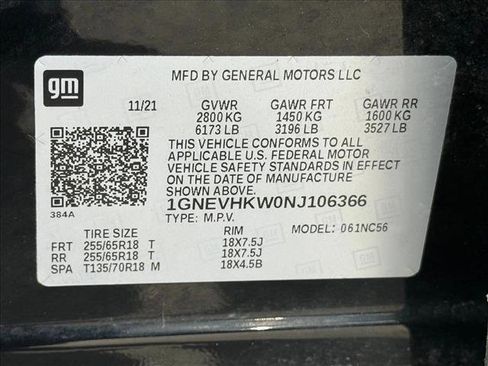 gm
MFD BY GENERAL MOTORS LLC
11/21 GVWR GAWR FRT GAWR RR
2800 KG 1450 KG 1600 KG
6173 LB 3196 LB 3527 LB
THIS VEHICLE CONFORMS TO ALL
APPLICABLE U.S. FEDERAL MOTOR
VEHICLE SAFETY STANDARDS IN EFFECT
ON THE DATE OF MANUFACTURE
SHOWN ABOVE.
384A
1GNEVHKW0NJ106366
TYPE: M.P.V. MODEL: 061NC56
TIRE SIZE RIM
FRT 255/65R18 T 18X7.5J
RR 255/65R18 T 18X7.5J
SPA T135/70R18 M 18X4.5B